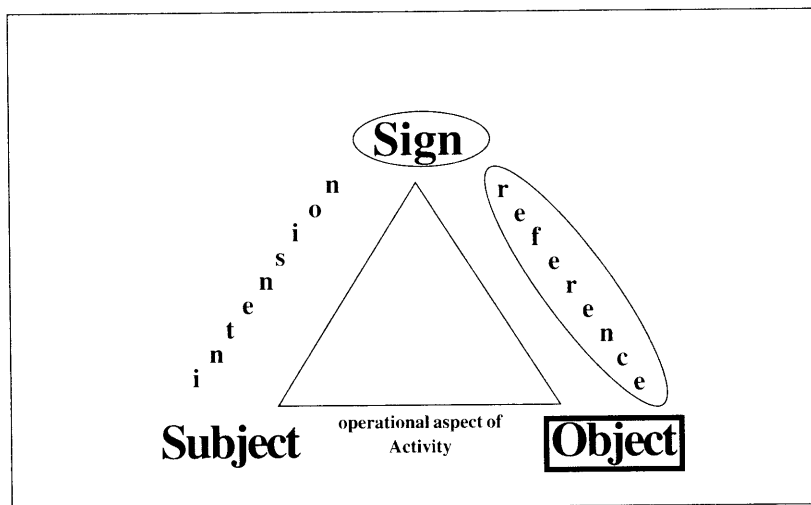 Sign
intension
reference
Subject
operational aspect of
Activity
Object